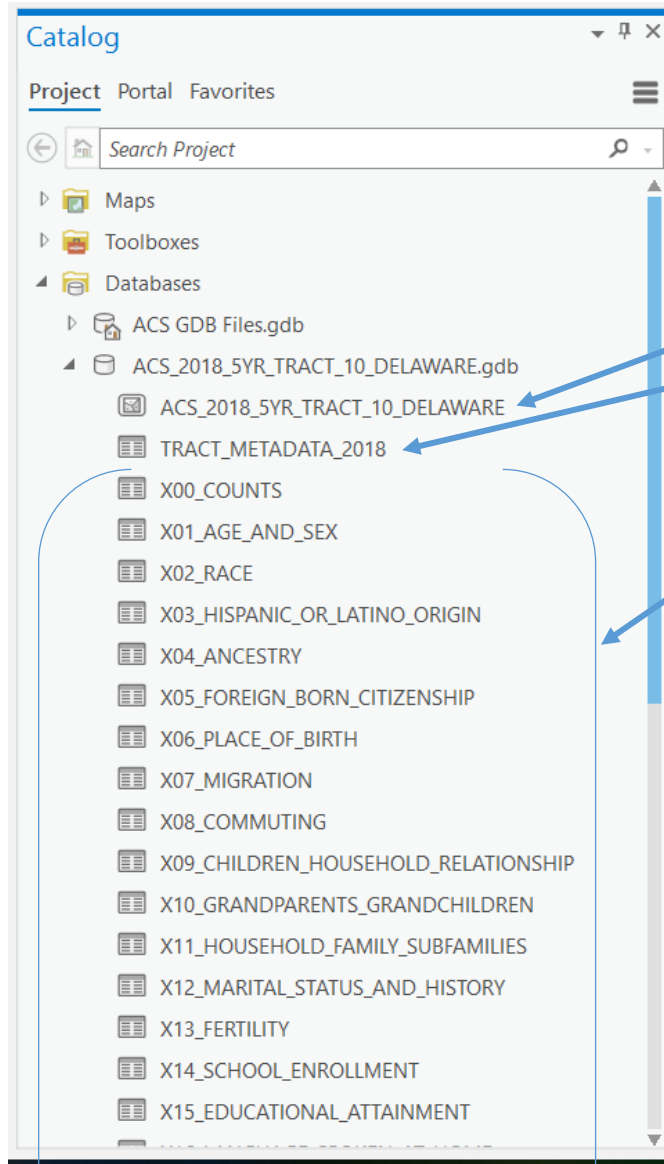 Catalog
Project Portal Favorites
Search Project
Maps
Toolboxes
Databases
ACS GDB Files.gdb
ACS_2018_5YR_TRACT_10_DELAWARE.gdb
ACS_2018_5YR_TRACT_10_DELAWARE
TRACT_METADATA_2018
X00_COUNTS
X01_AGE_AND_SEX
X02_RACE
X03_HISPANIC_OR_LATINO_ORIGIN
X04_ANCESTRY
X05_FOREIGN_BORN_CITIZENSHIP
X06_PLACE_OF_BIRTH
X07_MIGRATION
X08_COMMUTING
X09_CHILDREN_HOUSEHOLD_RELATIONSHIP
X10_GRANDPARENTS_GRANDCHILDREN
X11_HOUSEHOLD_FAMILY_SUBFAMILIES
X12_MARITAL_STATUS_AND_HISTORY
X13_FERTILITY
X14_SCHOOL_ENROLLMENT
X15_EDUCATIONAL_ATTAINMENT